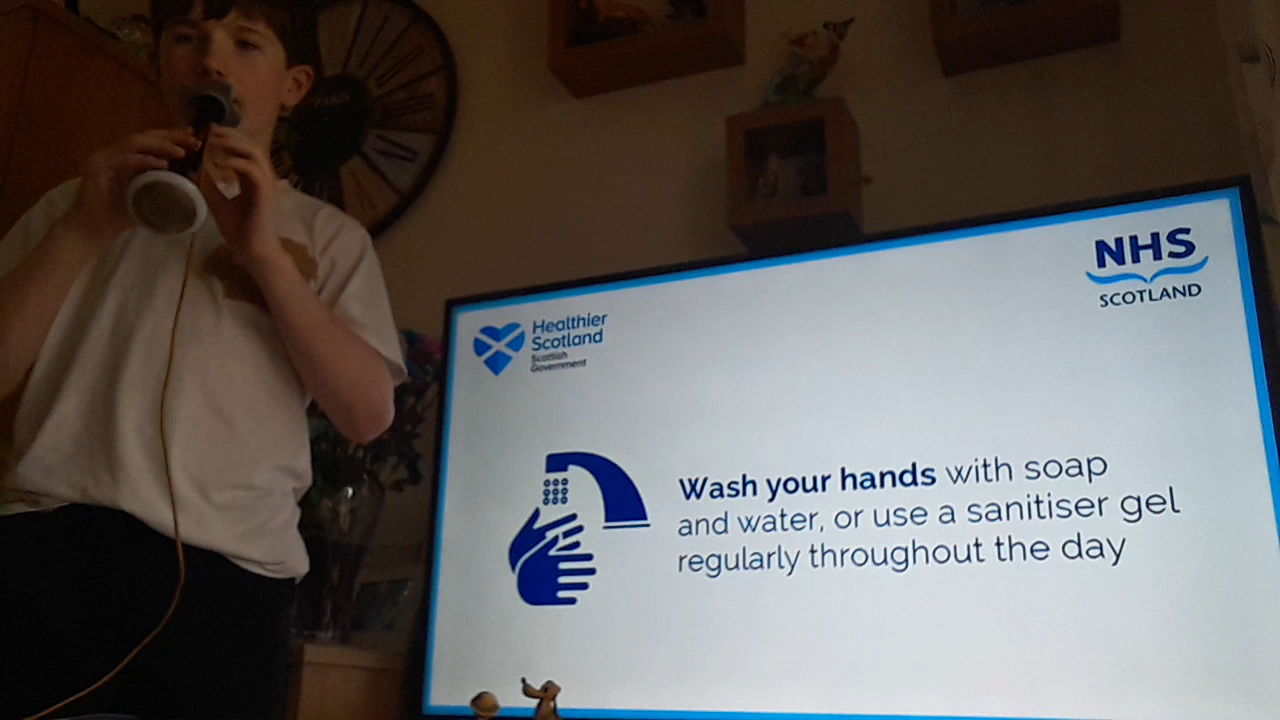 NHS
SCOTLAND
Healthier
Scotland
Scottish
Government
Wash your hands with soap
and water, or use a sanitiser gel
regularly throughout the day